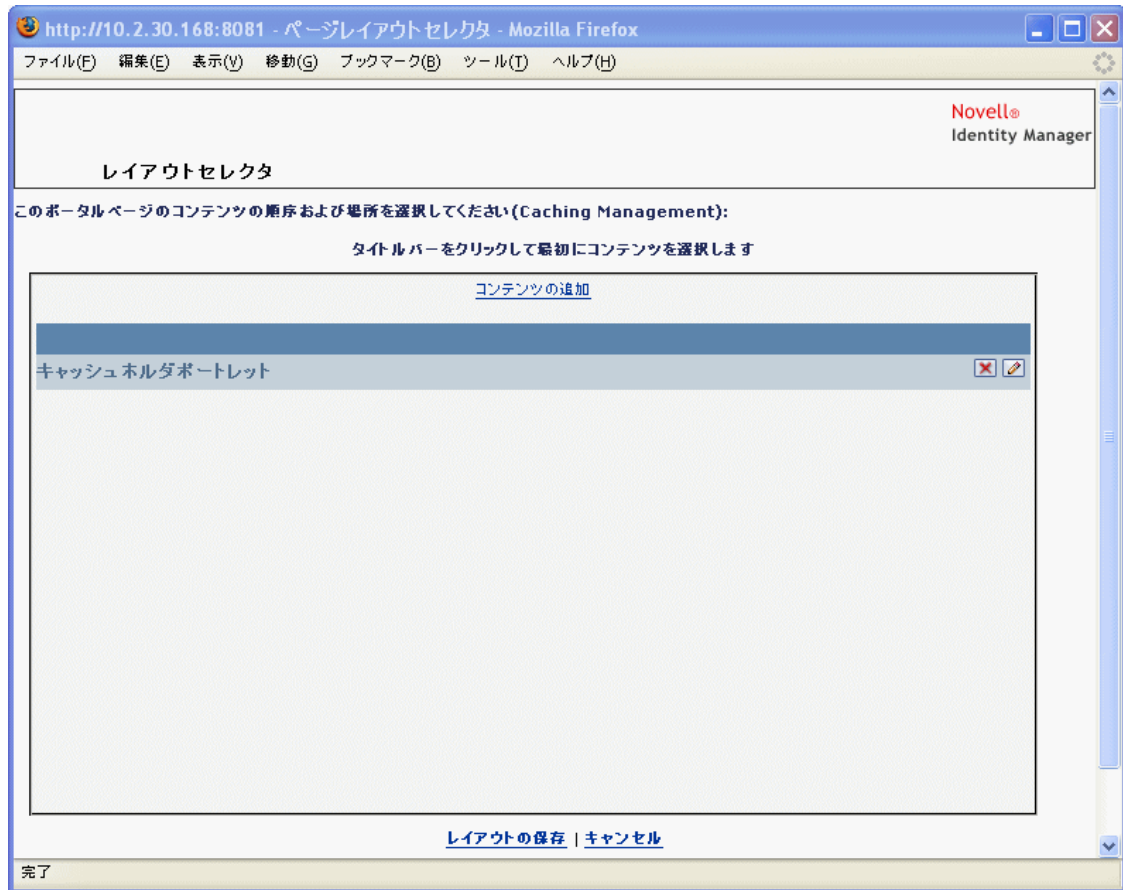 http://10.2.30.168:8081 - ページレイアウトセレクタ - Mozilla Firefox
ファイル(F) 編集(E) 表示(V) 移動(G) ブックマーク(B) ツール(T) ヘルプ(H)
Novell®
Identity Manager
レイアウトセレクタ
このポータルページのコンテンツの順序および場所を選択してください(Caching Management):
タイトルバーをクリックして最初にコンテンツを選択します
コンテンツの追加
キャッシュホルダポートレット
レイアウトの保存 | キャンセル
完了